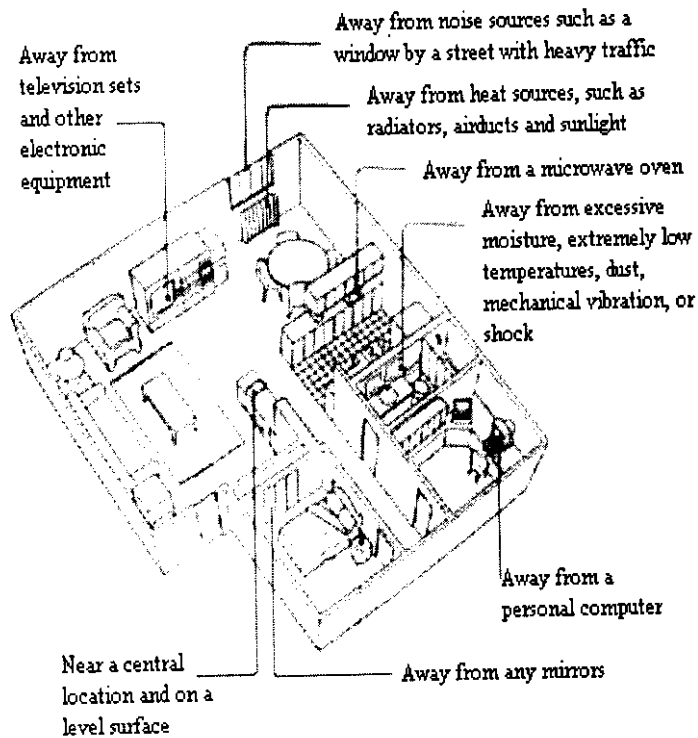 Away from
television sets
and other
electronic
equipment
Away from noise sources such as a
window by a street with heavy traffic
Away from heat sources, such as
radiators, airducts and sunlight
Away from a microwave oven
Away from excessive
moisture, extremely low
temperatures, dust,
mechanical vibration, or
shock
Away from a
personal computer
Near a central
location and on a
level surface
Away from any mirrors